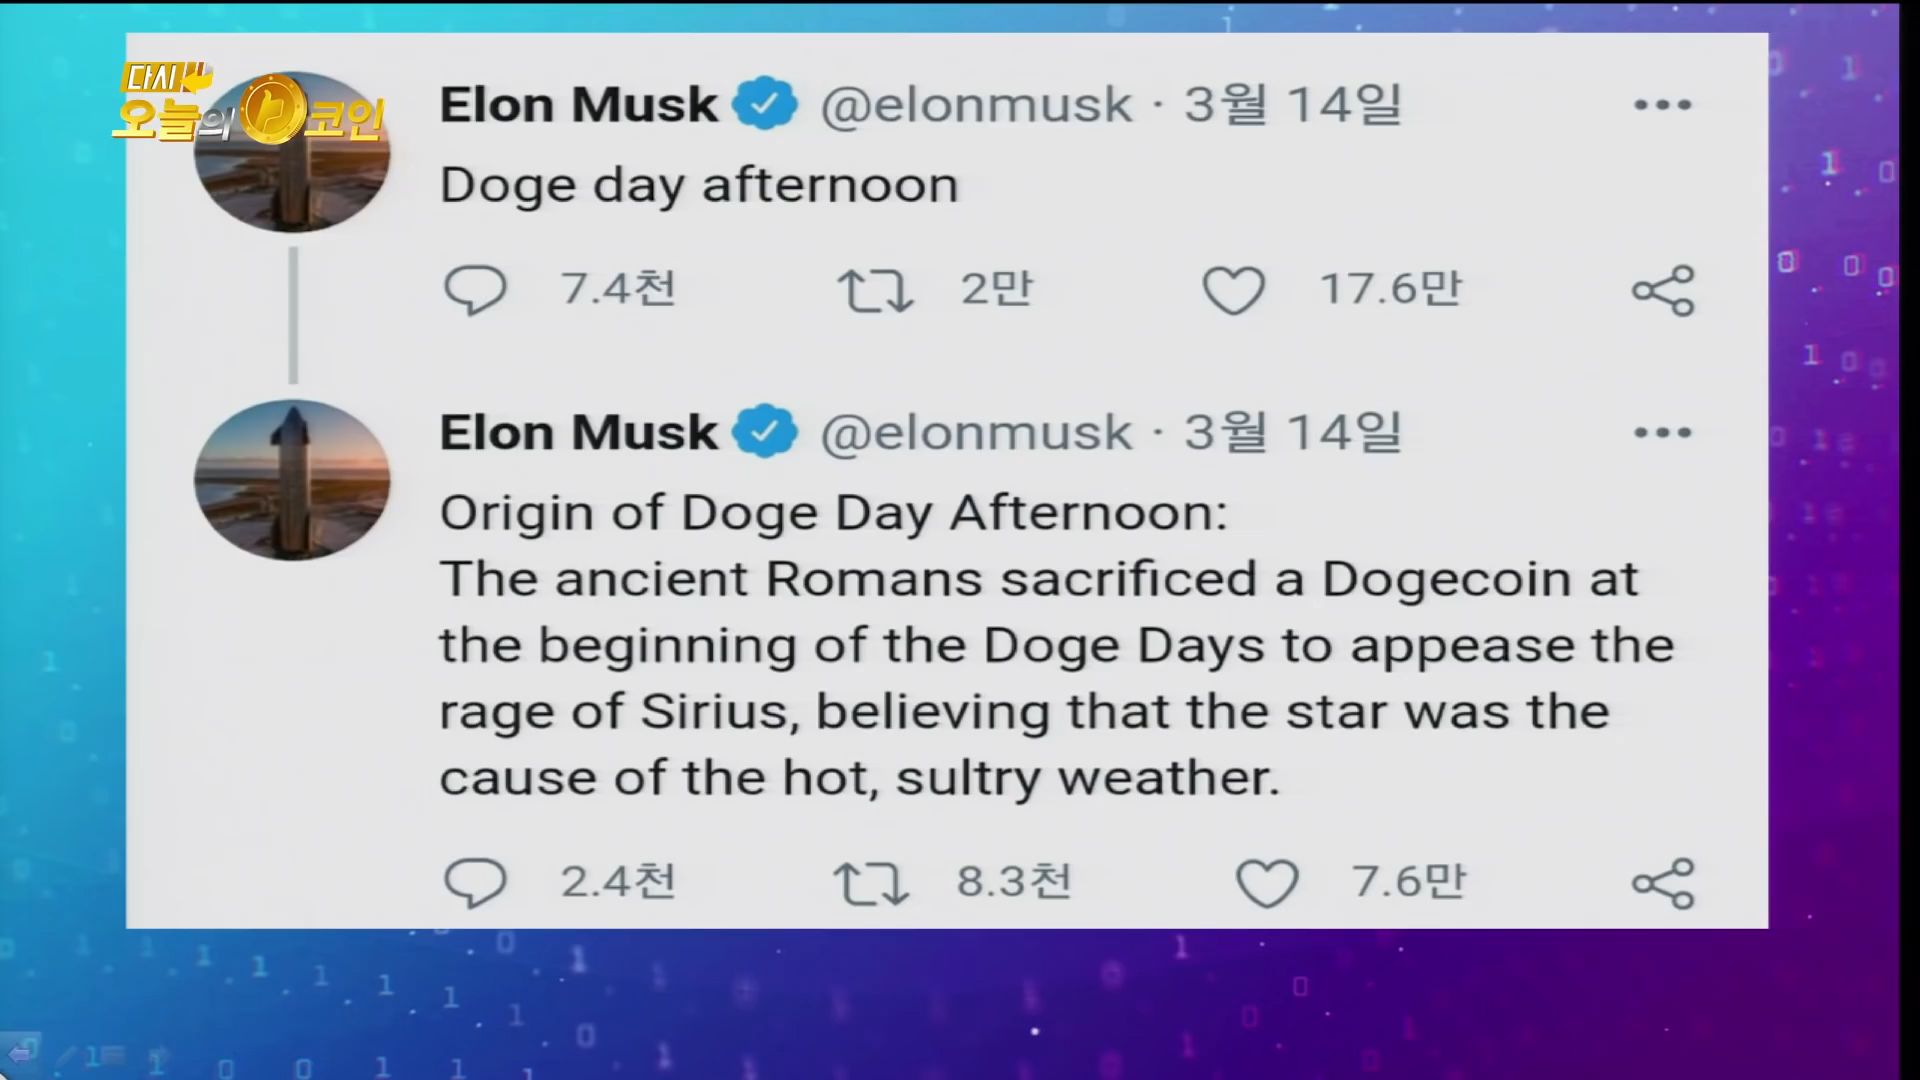 다시
오늘의 코인
Elon Musk @elonmusk · 3월 14일
Doge day afternoon
7.4천 2만 17.6만
Elon Musk @elonmusk · 3월 14일
Origin of Doge Day Afternoon:
The ancient Romans sacrificed a Dogecoin at
the beginning of the Doge Days to appease the
rage of Sirius, believing that the star was the
cause of the hot, sultry weather.
2.4천 8.3천 7.6만